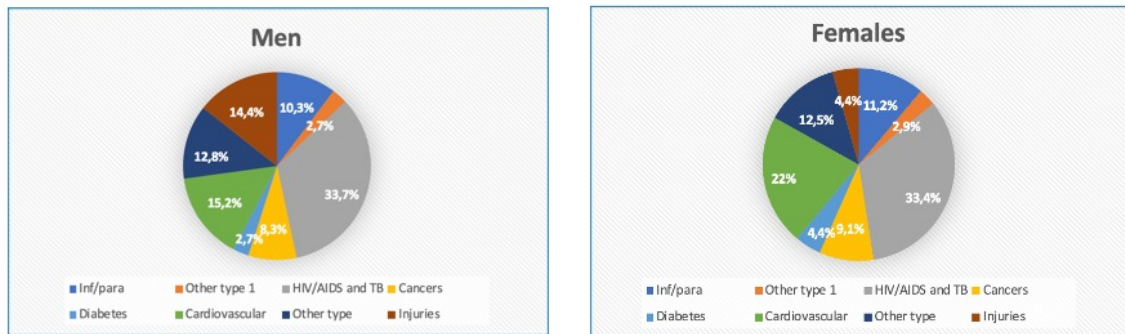 Men
14,4%
10,3%
2,7%
12,8%
33,7%
15,2%
8,3%
2,7%
Inf/para Other type 1 HIV/AIDS and TB Cancers
Diabetes Cardiovascular Other type Injuries
Females
4,4%
11,2%
12,5%
2,9%
22%
33,4%
4,4%
9,1%
Inf/para Other type 1 HIV/AIDS and TB Cancers
Diabetes Cardiovascular Other type Injuries